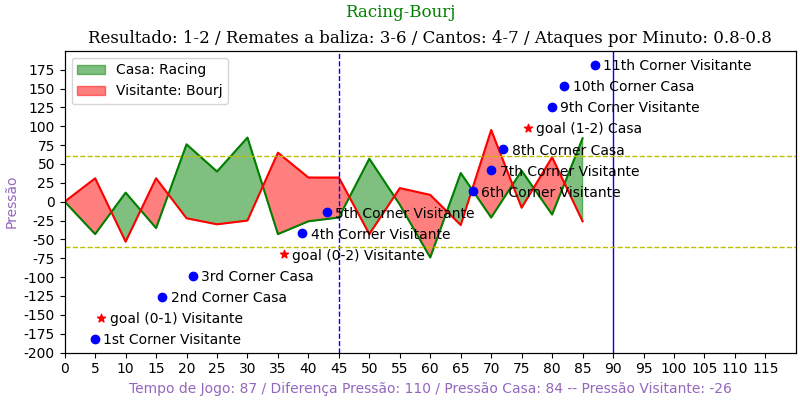 Racing-Bourj
Resultado: 1-2 / Remates a baliza: 3-6 / Cantos: 4-7 / Ataques por Minuto: 0.8-0.8
Casa: Racing
Visitante: Bourj
11th Corner Visitante
10th Corner Casa
9th Corner Visitante
goal (1-2) Casa
8th Corner Casa
7th Corner Visitante
6th Corner Visitante
5th Corner Visitante
4th Corner Visitante
goal (0-2) Visitante
3rd Corner Casa
2nd Corner Casa
goal (0-1) Visitante
1st Corner Visitante
Pressão
175
150
125
100
75
50
25
0
-25
-50
-75
-100
-125
-150
-175
-200
0 5 10 15 20 25 30 35 40 45 50 55 60 65 70 75 80 85 90 95 100 105 110 115
Tempo de Jogo: 87 / Diferença Pressão: 110 / Pressão Casa: 84 -- Pressão Visitante: -26